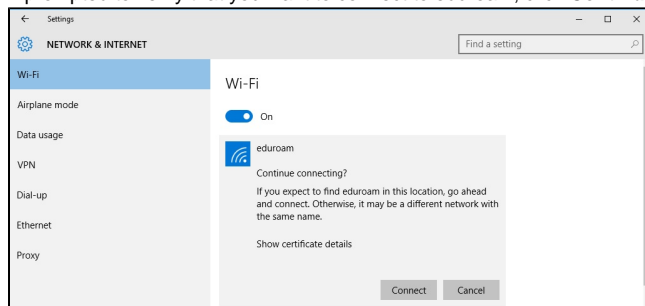 Settings
NETWORK & INTERNET
Find a setting
Wi-Fi
Airplane mode
Data usage
VPN
Dial-up
Ethernet
Proxy
Wi-Fi
On
eduroam
Continue connecting?
If you expect to find eduroam in this location, go ahead
and connect. Otherwise, it may be a different network with
the same name.
Show certificate details
Connect Cancel